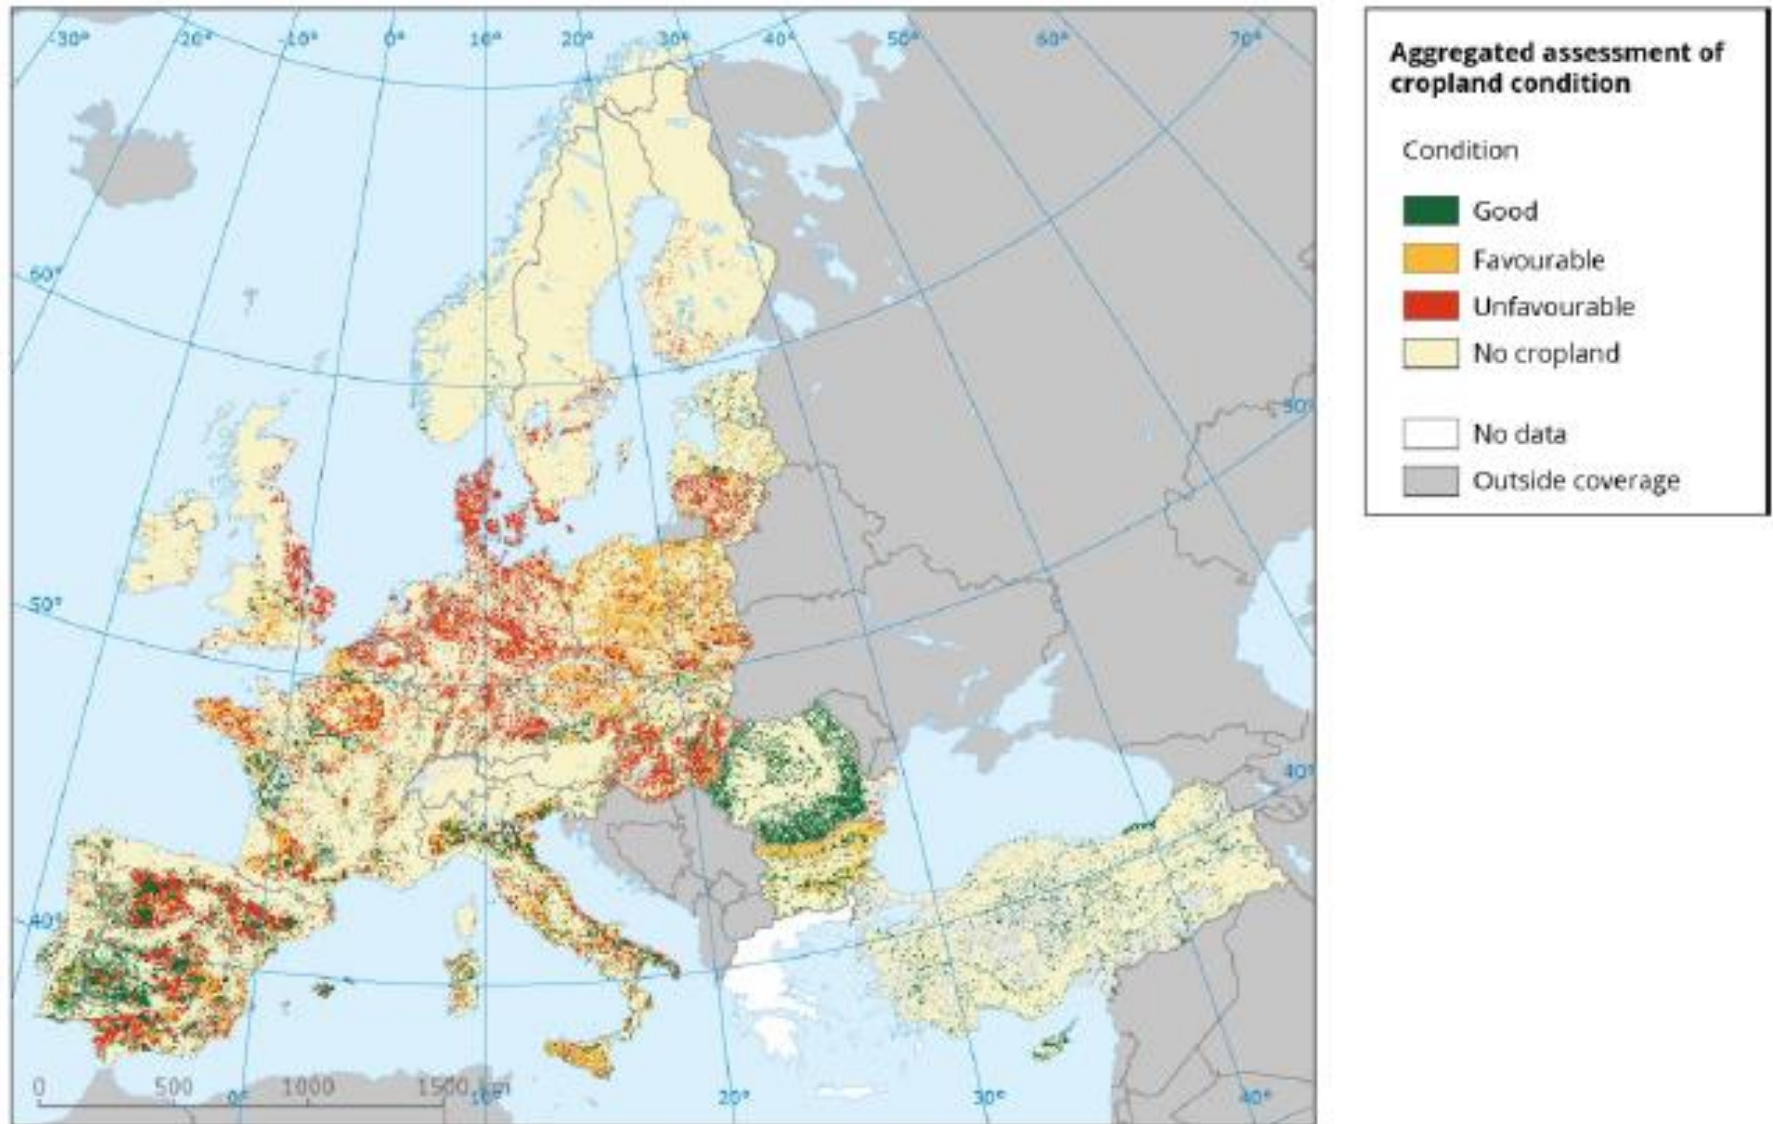 -30° -20° -10° 0° 10° 20° 30° 40° 50° 60° 70°
Aggregated assessment of
cropland condition
Condition
Good
60°
Favourable
Unfavourable
No cropland
50°
No data
Outside coverage
50°
40°
40°
0 500 1000 1500
0° 10° 20° 30° 40°